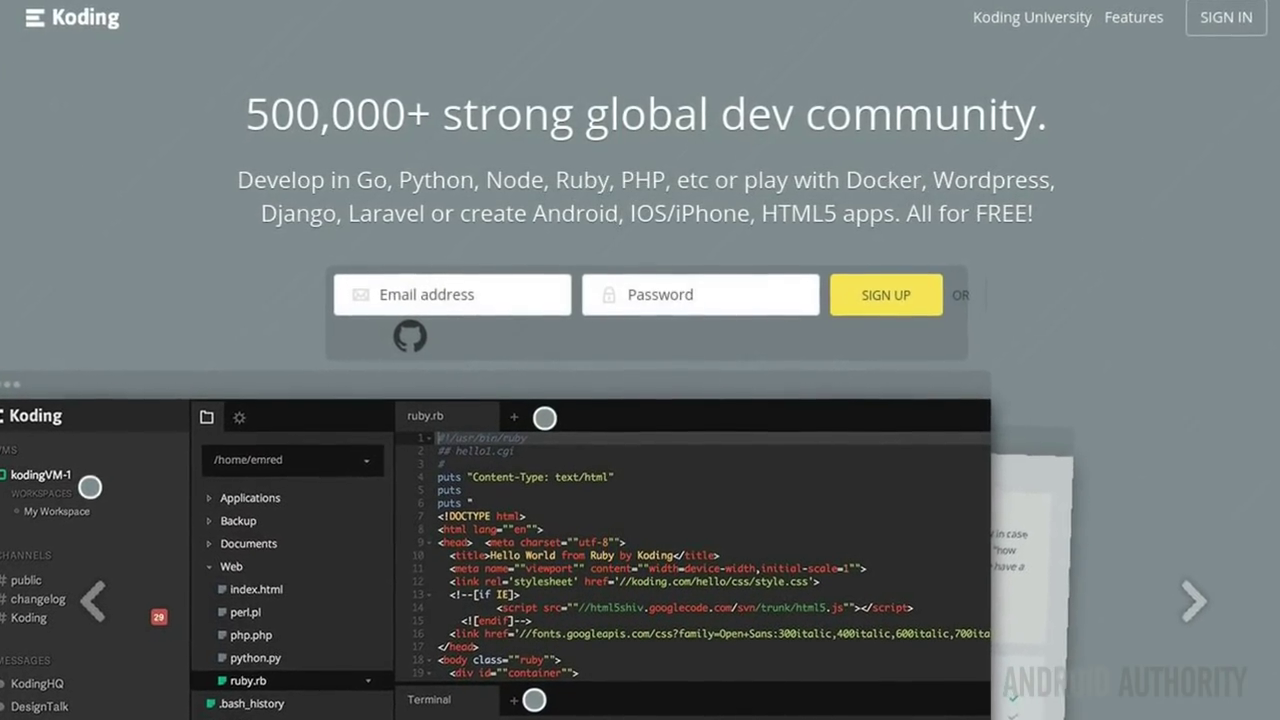 Koding
Koding University Features SIGN IN
500,000+ strong global dev community.
Develop in Go, Python, Node, Ruby, PHP, etc or play with Docker, Wordpress,
Django, Laravel or create Android, IOS/iPhone, HTML5 apps. All for FREE!
Email address Password SIGN UP OR
Koding
VMS
kodingVM-1
WORKSPACES
My Workspace
CHANNELS
# public
# changelog
# Koding 29
MESSAGES
KodingHQ
DesignTalk
/home/emred
Applications
Backup
Documents
Web
index.html
perl.pl
php.php
python.py
ruby.rb
.bash_history
ruby.rb +
1 #!/usr/bin/ruby
2 ## hello1.cgi
3 #
4 puts "Content-Type: text/html"
5 puts
6 puts "
7 <!DOCTYPE html>
8 <html lang=""en"">
9 <head> <meta charset=""utf-8"">
10 <title>Hello World from Ruby by Koding</title>
11 <meta name=""viewport"" content=""width=device-width,initial-scale=1"">
12 <link rel='stylesheet' href='//koding.com/hello/css/style.css'>
13 <!--[if IE]>
14 <script src=""//html5shiv.googlecode.com/svn/trunk/html5.js""></script>
15 <![endif]-->
16 <link href='//fonts.googleapis.com/css?family=Open+Sans:300italic,400italic,600italic,700ita
17 </head>
18 <body class=""ruby"">
19 <div id=""container"">
Terminal +
in case
"how
have a
ANDROID AUTHORITY